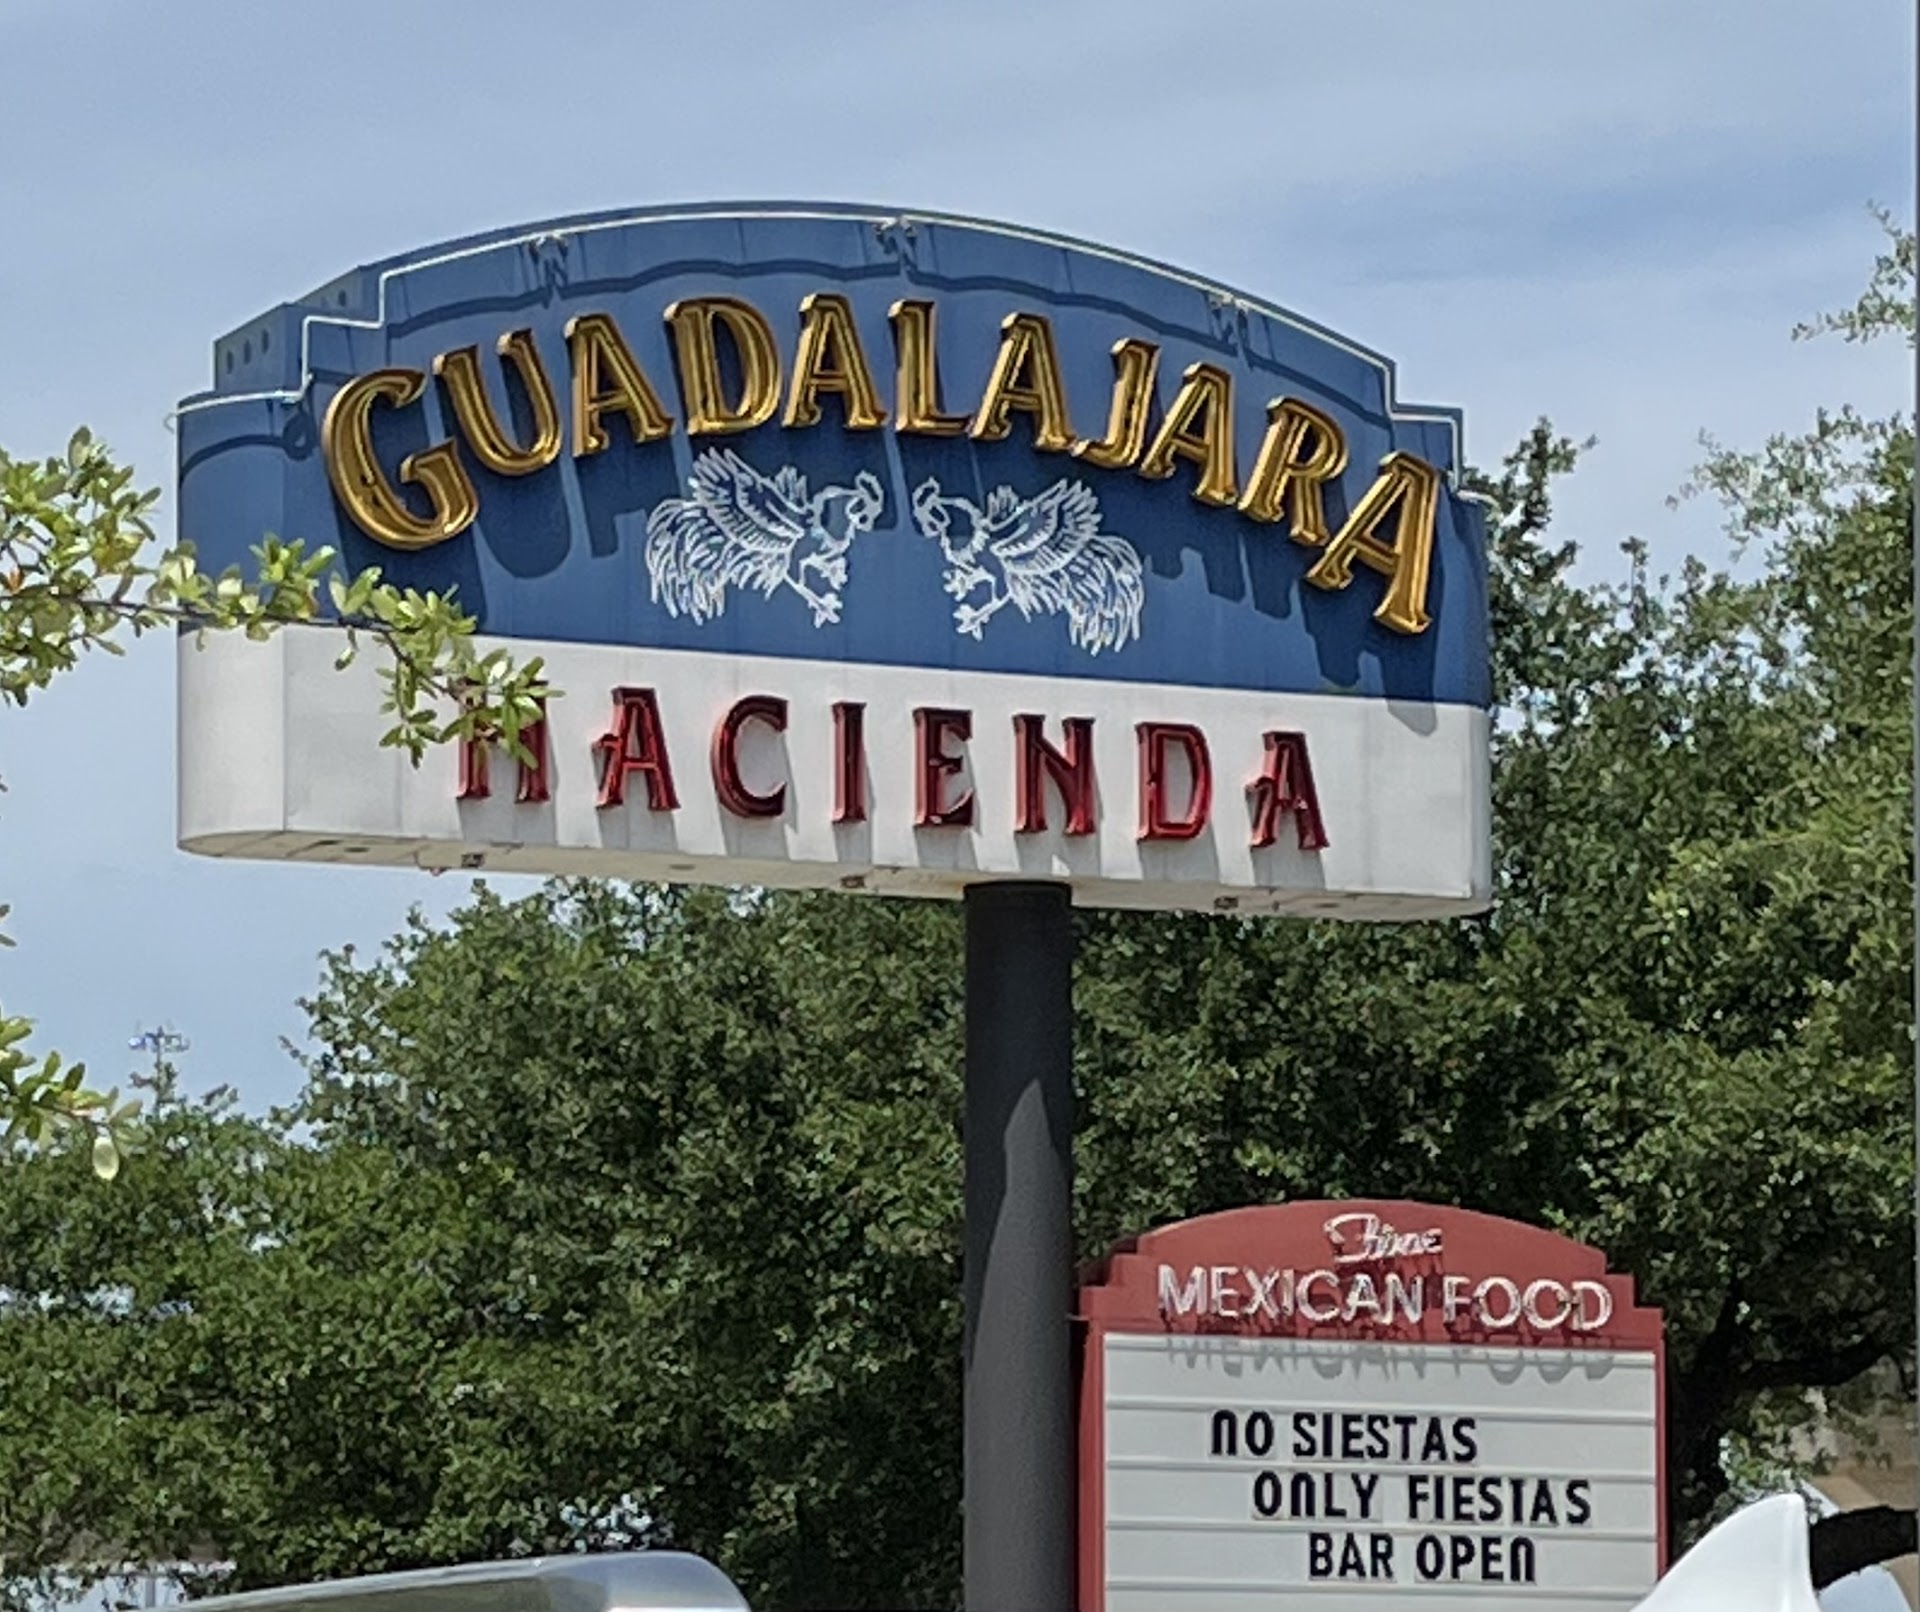 GUADALAJARA
HACIENDA
Fine
MEXICAN FOOD
NO SIESTAS
ONLY FIESTAS
BAR OPEN